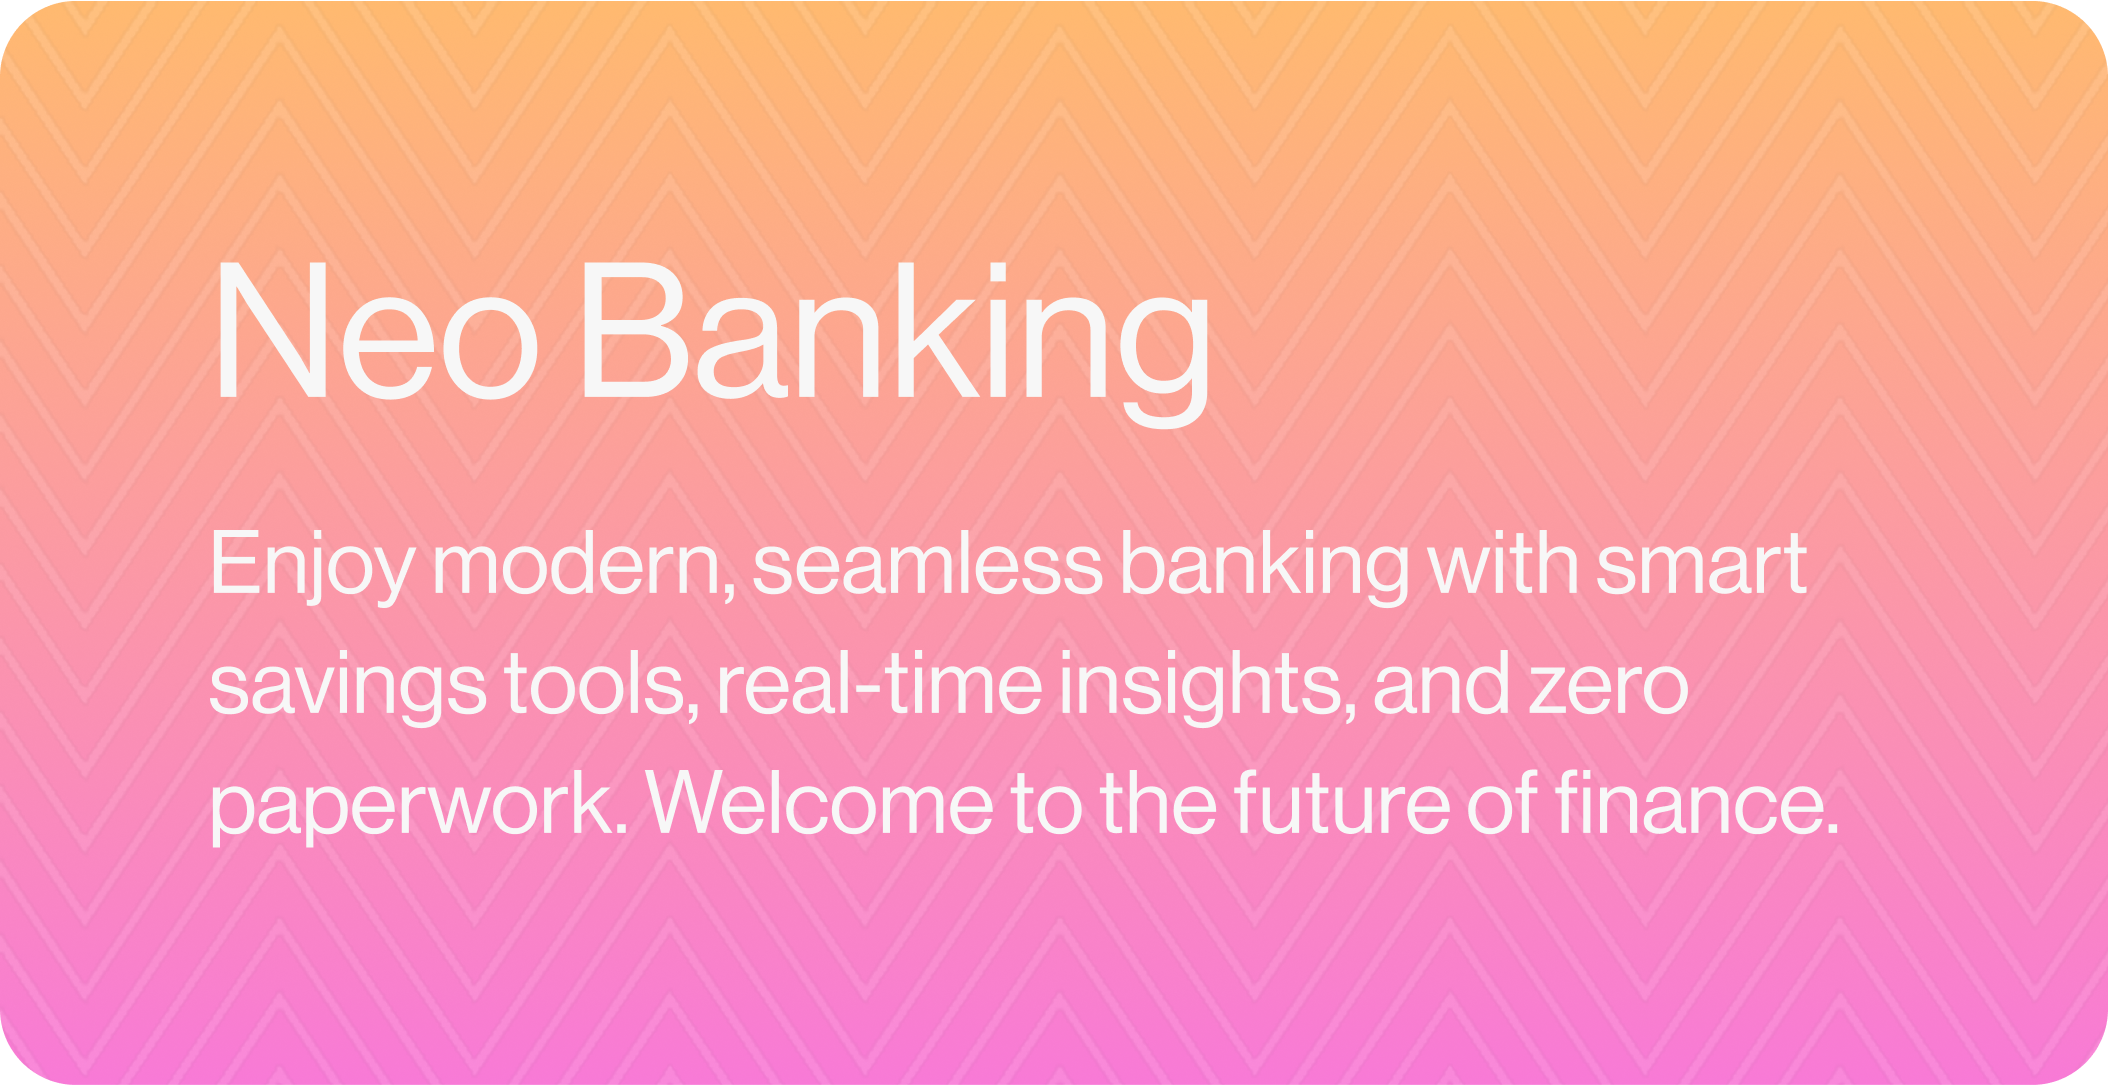 Neo Banking
Enjoy modern, seamless banking with smart
savings tools, real-time insights, and zero
paperwork. Welcome to the future of finance.